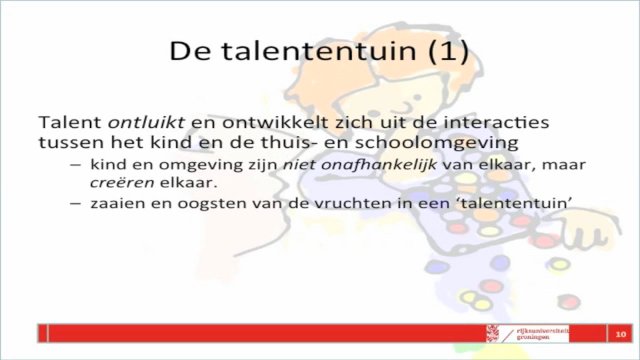 De talententuin (1)
Talent ontluikt en ontwikkelt zich uit de interacties
tussen het kind en de thuis- en schoolomgeving
– kind en omgeving zijn niet onafhankelijk van elkaar, maar
creëren elkaar.
– zaaien en oogsten van de vruchten in een ‘talententuin’
rijksuniversiteit
groningen
10